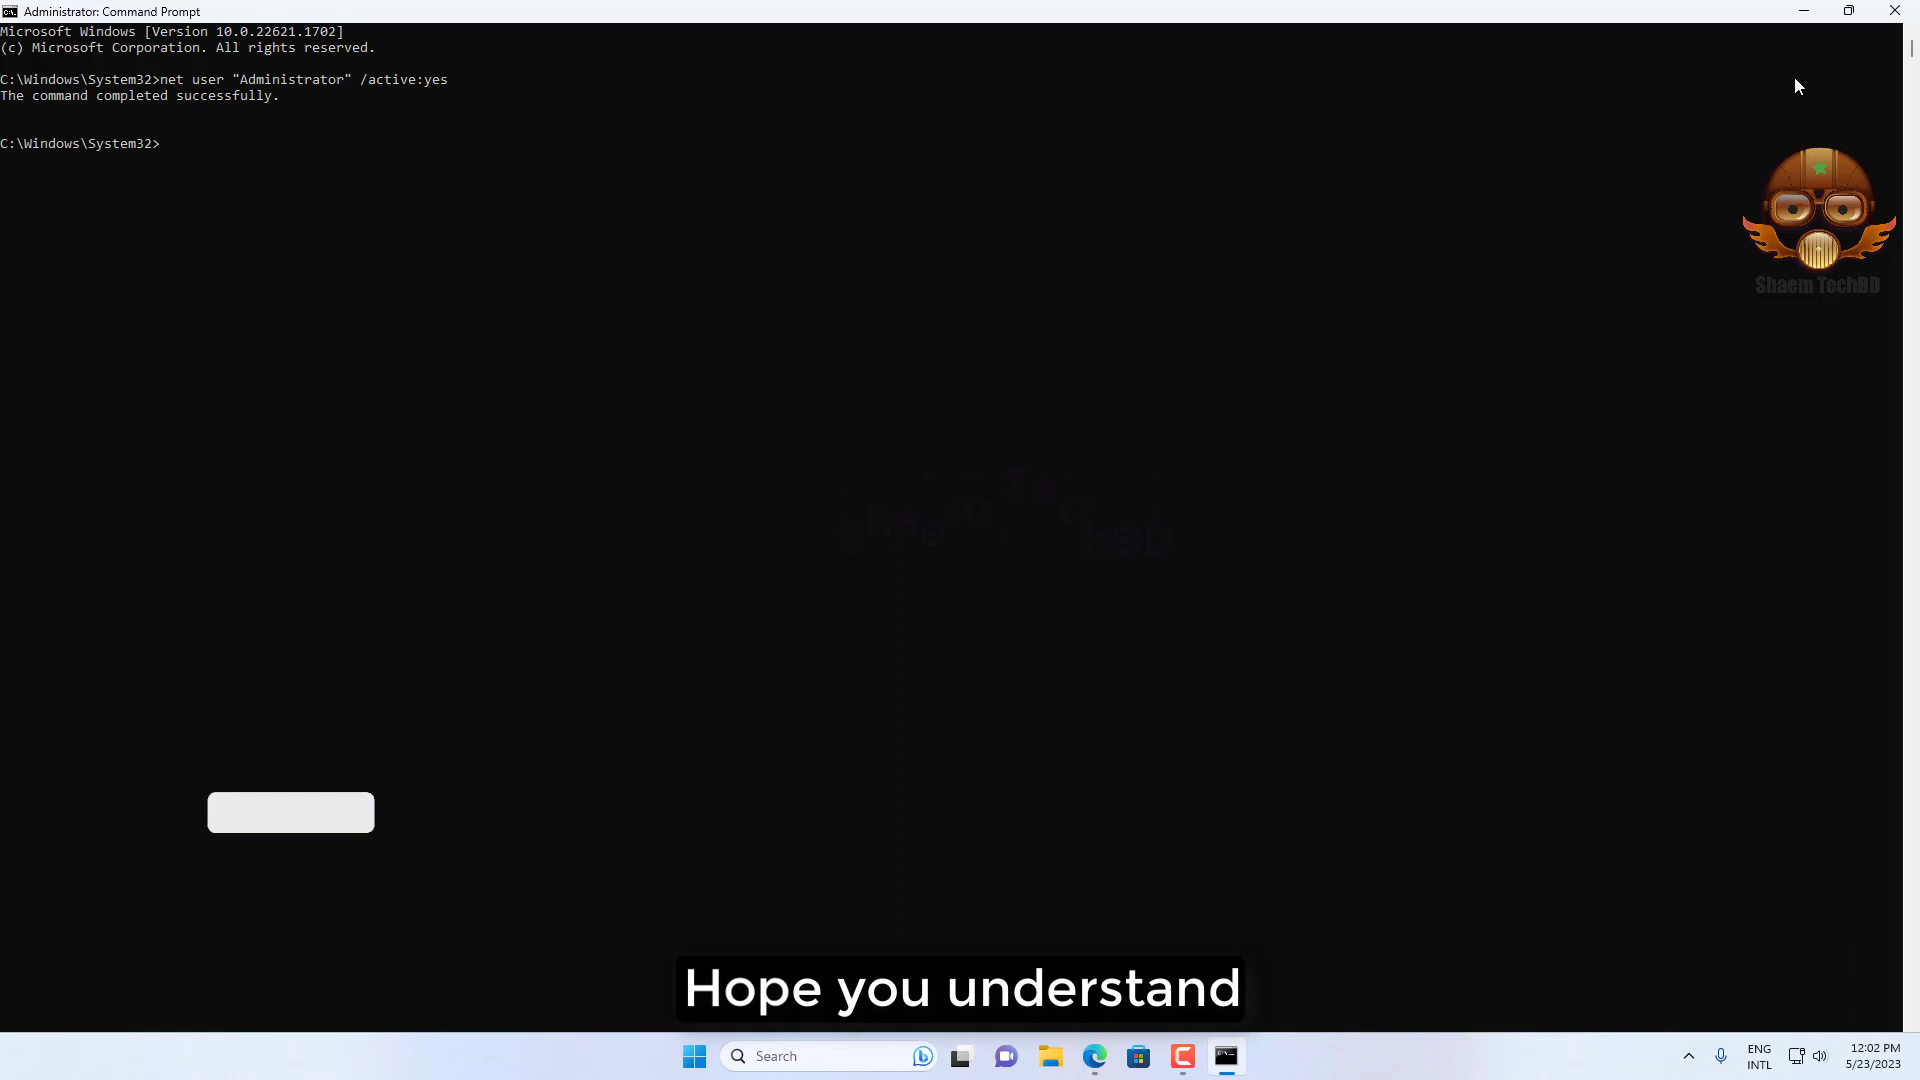 Administrator: Command Prompt
Microsoft Windows [Version 10.0.22621.1702]
(c) Microsoft Corporation. All rights reserved.
C:\Windows\System32>net user "Administrator" /active:yes
The command completed successfully.
C:\Windows\System32>
Shaem TechBD
Shaem TechBD
Hope you understand
Search
ENG
INTL
12:02 PM
5/23/2023